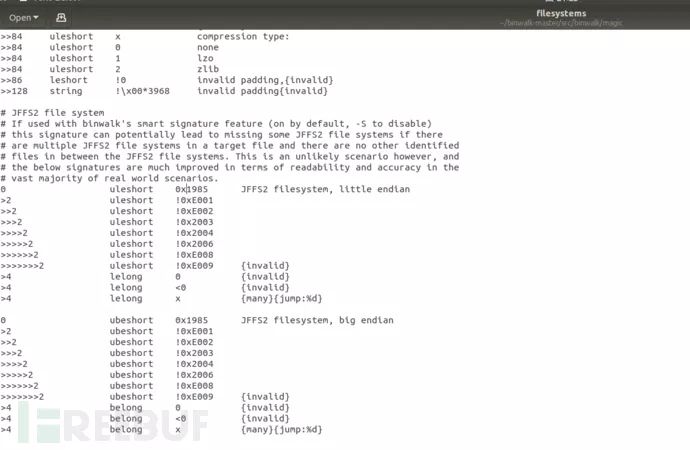 Open
filesystems
~/binwalk-master/src/binwalk/magic
>>84 uleshort x compression type:
>>84 uleshort 0 none
>>84 uleshort 1 lzo
>>84 uleshort 2 zlib
>>86 leshort !0 invalid padding,{invalid}
>>128 string !\x00*3968 invalid padding{invalid}
# JFFS2 file system
# If used with binwalk's smart signature feature (on by default, -S to disable)
# this signature can potentially lead to missing some JFFS2 file systems if there
# are multiple JFFS2 file systems in a target file and there are no other identified
# files in between the JFFS2 file systems. This is an unlikely scenario however, and
# the below signatures are much improved in terms of readability and accuracy in the
# vast majority of real world scenarios.
0 uleshort 0x1985 JFFS2 filesystem, little endian
>2 uleshort !0xE001
>>2 uleshort !0xE002
>>>2 uleshort !0x2003
>>>>2 uleshort !0x2004
>>>>>2 uleshort !0x2006
>>>>>>2 uleshort !0xE008
>>>>>>>2 uleshort !0xE009 {invalid}
>4 lelong 0 {invalid}
>4 lelong <0 {invalid}
>4 lelong x {many}{jump:%d}
0 ubeshort 0x1985 JFFS2 filesystem, big endian
>2 ubeshort !0xE001
>>2 ubeshort !0xE002
>>>2 ubeshort !0x2003
>>>>2 ubeshort !0x2004
>>>>>2 ubeshort !0x2006
>>>>>>2 ubeshort !0xE008
>>>>>>>2 ubeshort !0xE009 {invalid}
>4 belong 0 {invalid}
>4 belong <0 {invalid}
>4 belong x {many}{jump:%d}
FREEBUF